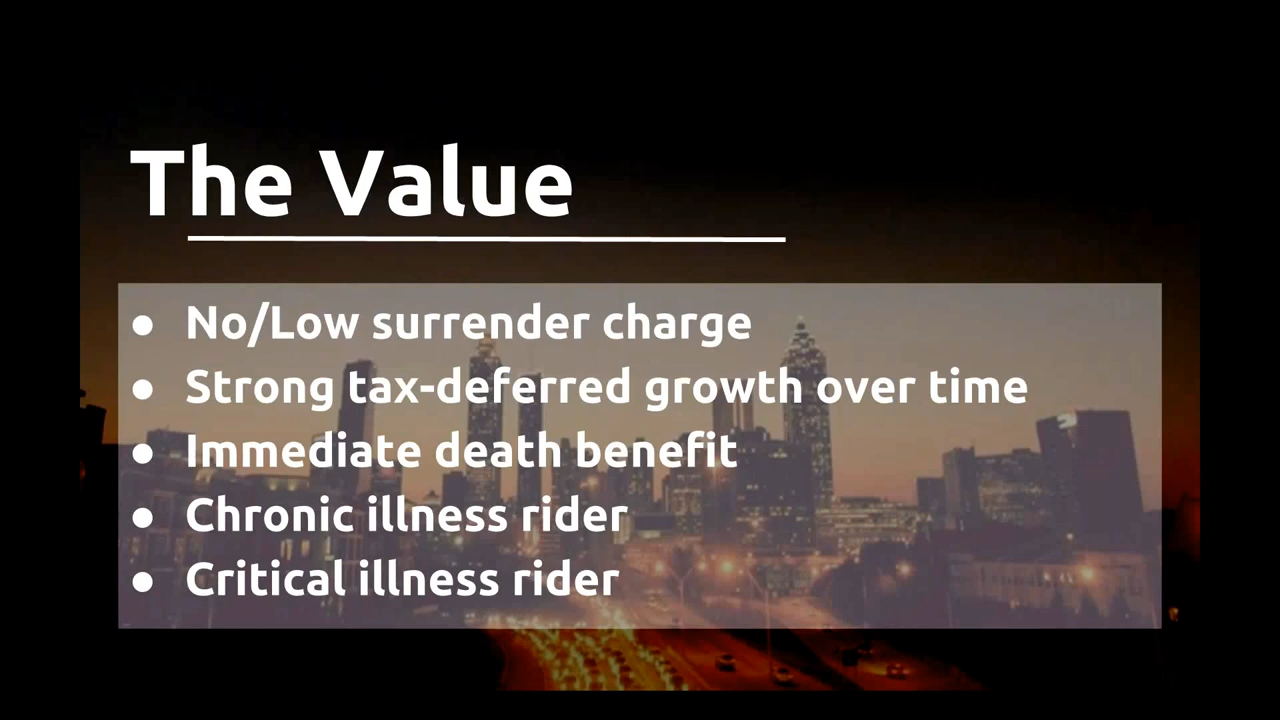 The Value
● No/Low surrender charge
● Strong tax-deferred growth over time
● Immediate death benefit
● Chronic illness rider
● Critical illness rider